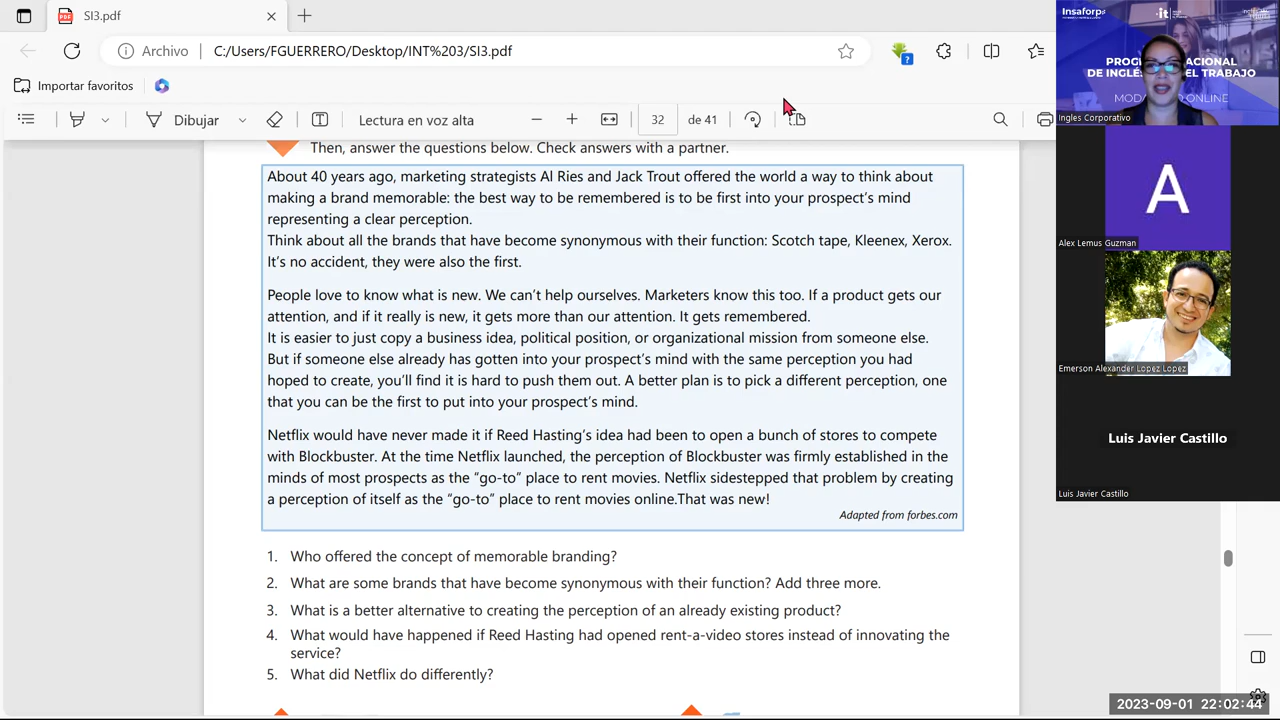 SI3.pdf
Archivo
C:/Users/FGUERRERO/Desktop/INT%203/SI3.pdf
Importar favoritos
Dibujar
Lectura en voz alta
32
de 41
Then, answer the questions below. Check answers with a partner.
About 40 years ago, marketing strategists Al Ries and Jack Trout offered the world a way to think about
making a brand memorable: the best way to be remembered is to be first into your prospect's mind
representing a clear perception.
Think about all the brands that have become synonymous with their function: Scotch tape, Kleenex, Xerox.
It's no accident, they were also the first.
People love to know what is new. We can't help ourselves. Marketers know this too. If a product gets our
attention, and if it really is new, it gets more than our attention. It gets remembered.
It is easier to just copy a business idea, political position, or organizational mission from someone else.
But if someone else already has gotten into your prospect's mind with the same perception you had
hoped to create, you'll find it is hard to push them out. A better plan is to pick a different perception, one
that you can be the first to put into your prospect's mind.
Netflix would have never made it if Reed Hasting's idea had been to open a bunch of stores to compete
with Blockbuster. At the time Netflix launched, the perception of Blockbuster was firmly established in the
minds of most prospects as the "go-to" place to rent movies. Netflix sidestepped that problem by creating
a perception of itself as the "go-to" place to rent movies online.That was new!
Adapted from forbes.com
1. Who offered the concept of memorable branding?
2. What are some brands that have become synonymous with their function? Add three more.
3. What is a better alternative to creating the perception of an already existing product?
4. What would have happened if Reed Hasting had opened rent-a-video stores instead of innovating the
service?
5. What did Netflix do differently?
Insaforp
PROG ACIONAL
DE INGLÉS EL TRABAJO
MODA O ONLINE
Ingles Corporativo
A
Alex Lemus Guzman
Emerson Alexander Lopez Lopez
Luis Javier Castillo
Luis Javier Castillo
2023-09-01 22:02:44